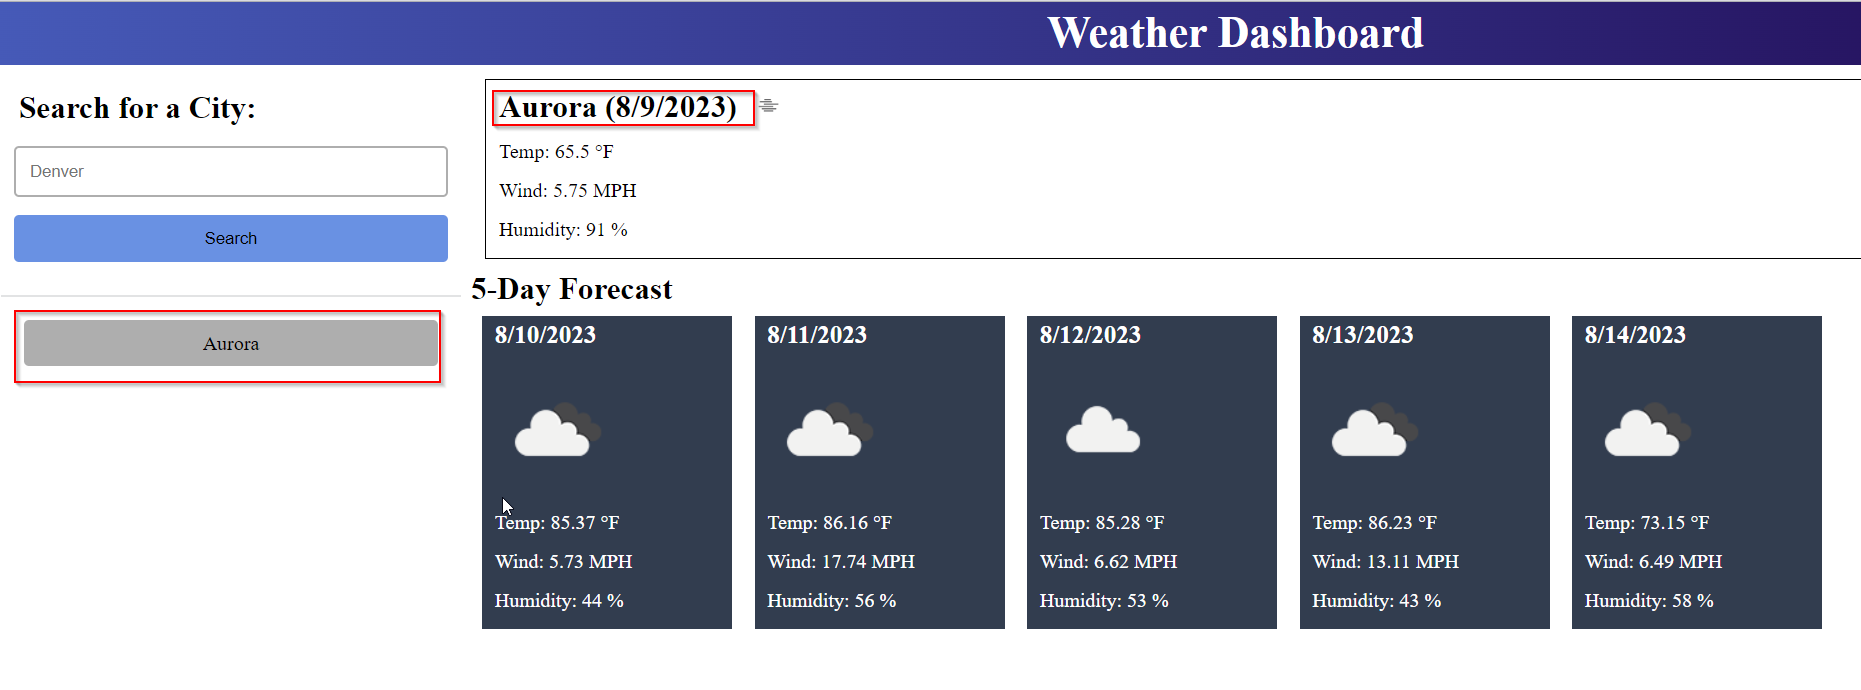 Weather Dashboard
Search for a City:
Denver
Search
Aurora
Aurora (8/9/2023)
Temp: 65.5 °F
Wind: 5.75 MPH
Humidity: 91 %
5-Day Forecast
8/10/2023
Temp: 85.37 °F
Wind: 5.73 MPH
Humidity: 44 %
8/11/2023
Temp: 86.16 °F
Wind: 17.74 MPH
Humidity: 56 %
8/12/2023
Temp: 85.28 °F
Wind: 6.62 MPH
Humidity: 53 %
8/13/2023
Temp: 86.23 °F
Wind: 13.11 MPH
Humidity: 43 %
8/14/2023
Temp: 73.15 °F
Wind: 6.49 MPH
Humidity: 58 %